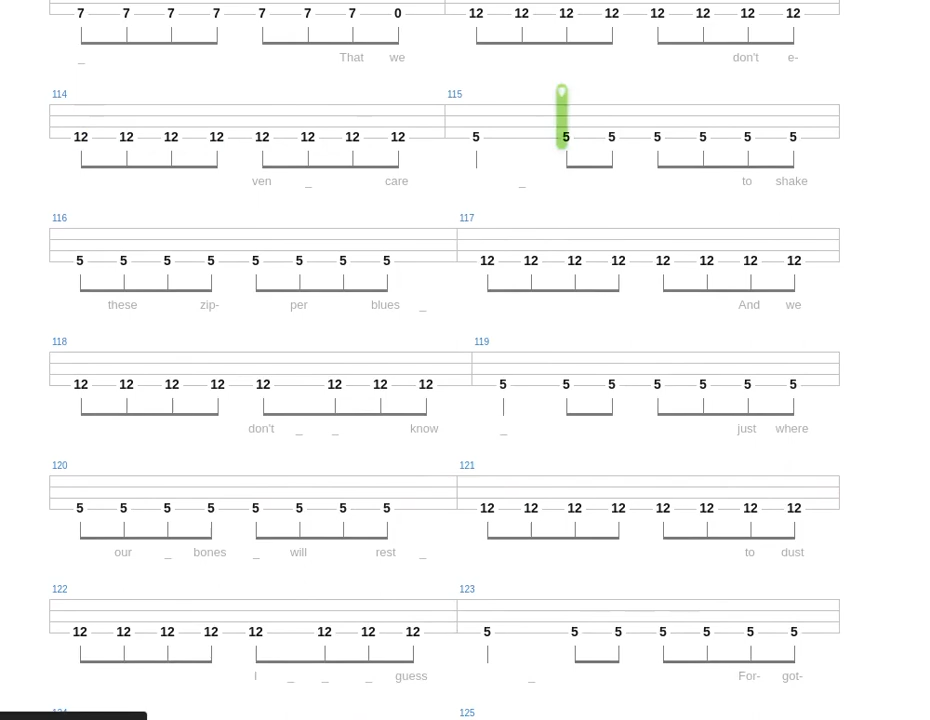 7 7 7 7 7 7 7 0 12 12 12 12 12 12 12 12
_ That we don't e-
114 115
12 12 12 12 12 12 12 12 5 5 5 5 5 5 5
ven _ care _ to shake
116 117
5 5 5 5 5 5 5 5 12 12 12 12 12 12 12 12
these zip- per blues _ And we
118 119
12 12 12 12 12 12 12 12 5 5 5 5 5 5 5
don't _ _ know _ just where
120 121
5 5 5 5 5 5 5 5 12 12 12 12 12 12 12 12
our _ bones _ will rest _ to dust
122 123
12 12 12 12 12 12 12 12 5 5 5 5 5 5 5
I _ _ _ guess _ For- got-
124 125